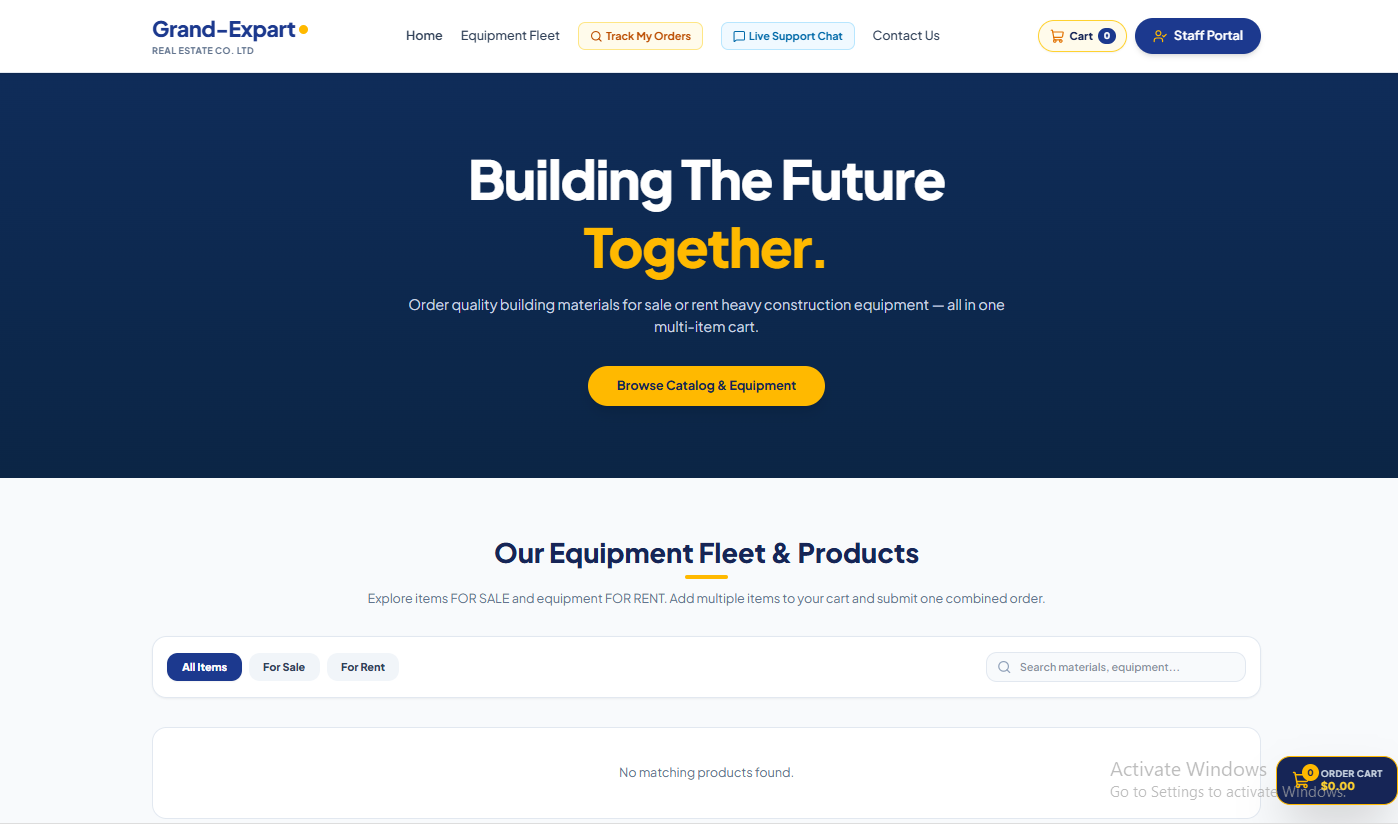 Grand-Expart
REAL ESTATE CO. LTD
Home
Equipment Fleet
Track My Orders
Live Support Chat
Contact Us
Cart 0
Staff Portal
Building The Future
Together.
Order quality building materials for sale or rent heavy construction equipment — all in one
multi-item cart.
Browse Catalog & Equipment
Our Equipment Fleet & Products
Explore items FOR SALE and equipment FOR RENT. Add multiple items to your cart and submit one combined order.
All Items
For Sale
For Rent
Search materials, equipment...
No matching products found.
Activate Windows
Go to Settings to activate Windows.
0
ORDER CART
$0.00